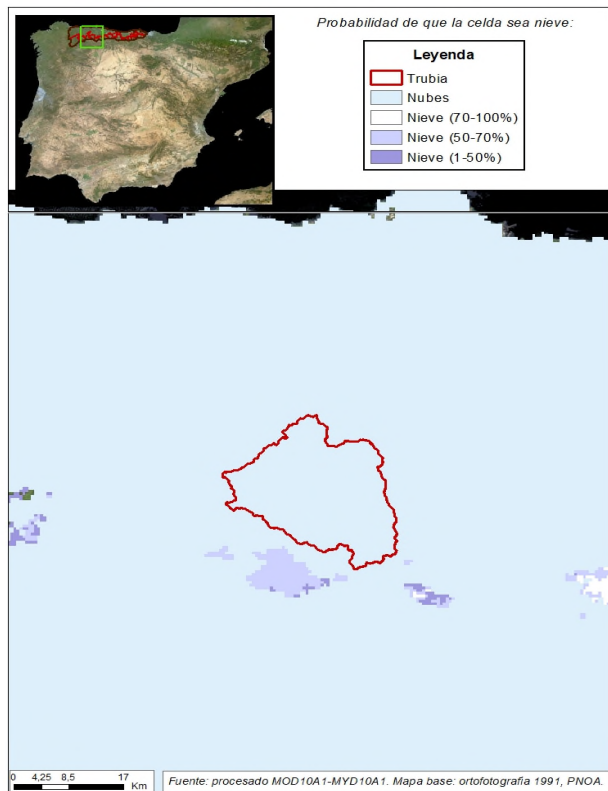 Probabilidad de que la celda sea nieve:
Leyenda
Trubia
Nubes
Nieve (70-100%)
Nieve (50-70%)
Nieve (1-50%)
0 4,25 8,5 17
Km
Fuente: procesado MOD10A1-MYD10A1. Mapa base: ortofotografía 1991, PNOA.